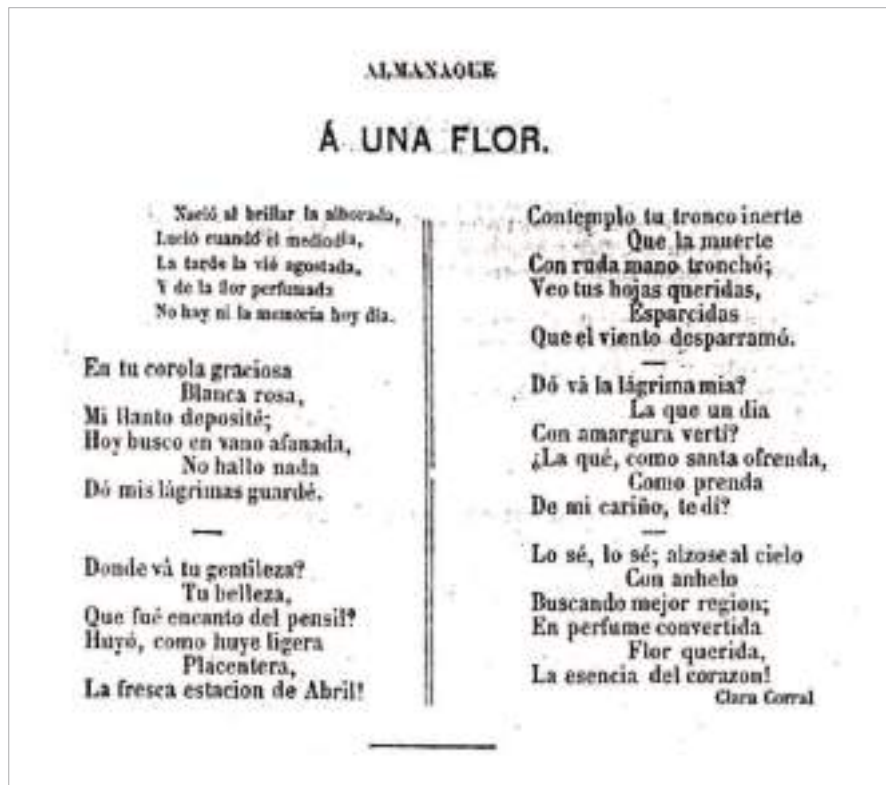 ALMANAQUE
Á UNA FLOR.
Nació al brillar la alborada,
Lució cuando el mediodia,
La tarde la vió agostada,
Y de la flor perfumada
No hay ni la memoria hoy dia.
En tu corola graciosa
Blanca rosa,
Mi llanto deposité;
Hoy busco en vano afanada,
No hallo nada
Dó mis lágrimas guardé.
Donde vá tu gentileza?
Tu belleza,
Que fué encanto del pensil?
Huyó, como huye ligera
Placentera,
La fresca estacion de Abril!
Contemplo tu tronco inerte
Que la muerte
Con ruda mano tronchó;
Veo tus hojas queridas,
Esparcidas
Que el viento desparramó.
Dó vá la lágrima mia?
La que un dia
Con amargura vertí?
¿La qué, como santa ofrenda,
Como prenda
De mi cariño, te dí?
Lo sé, lo sé; alzose al cielo
Con anhelo
Buscando mejor region;
En perfume convertida
Flor querida,
La esencia del corazon!
Clara Corral